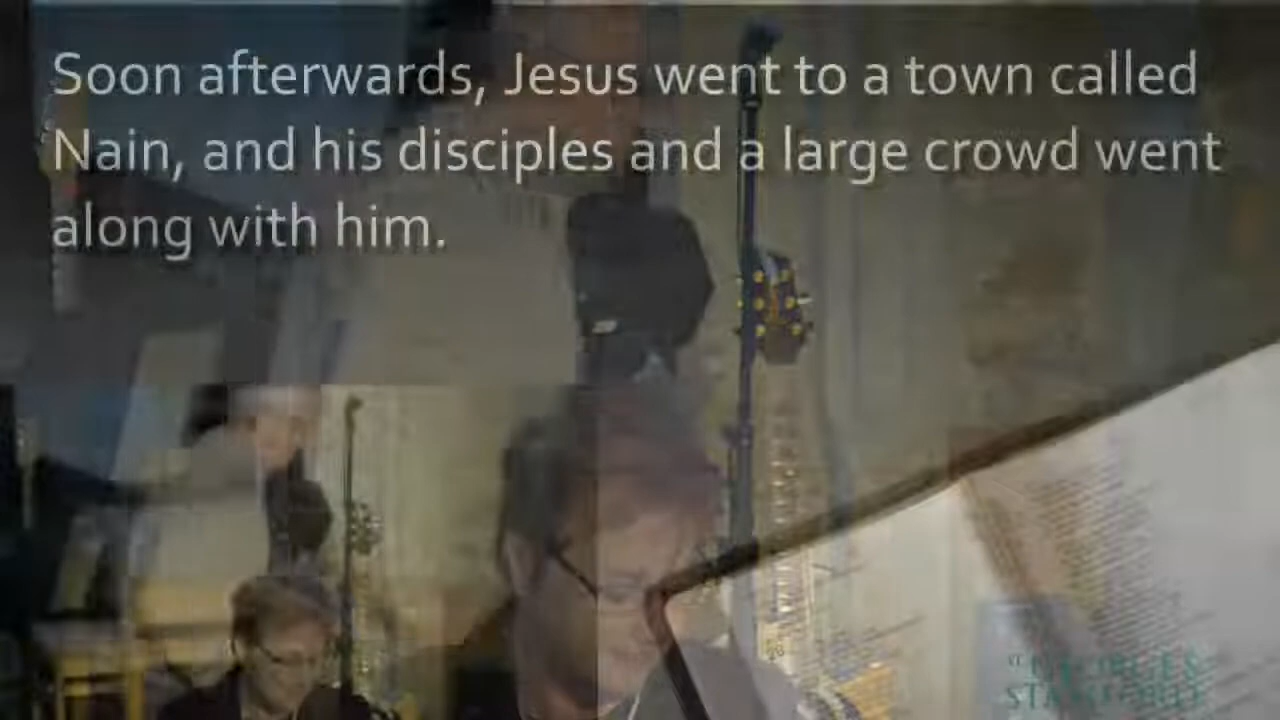 Soon afterwards, Jesus went to a town called
Nain, and his disciples and a large crowd went
along with him.